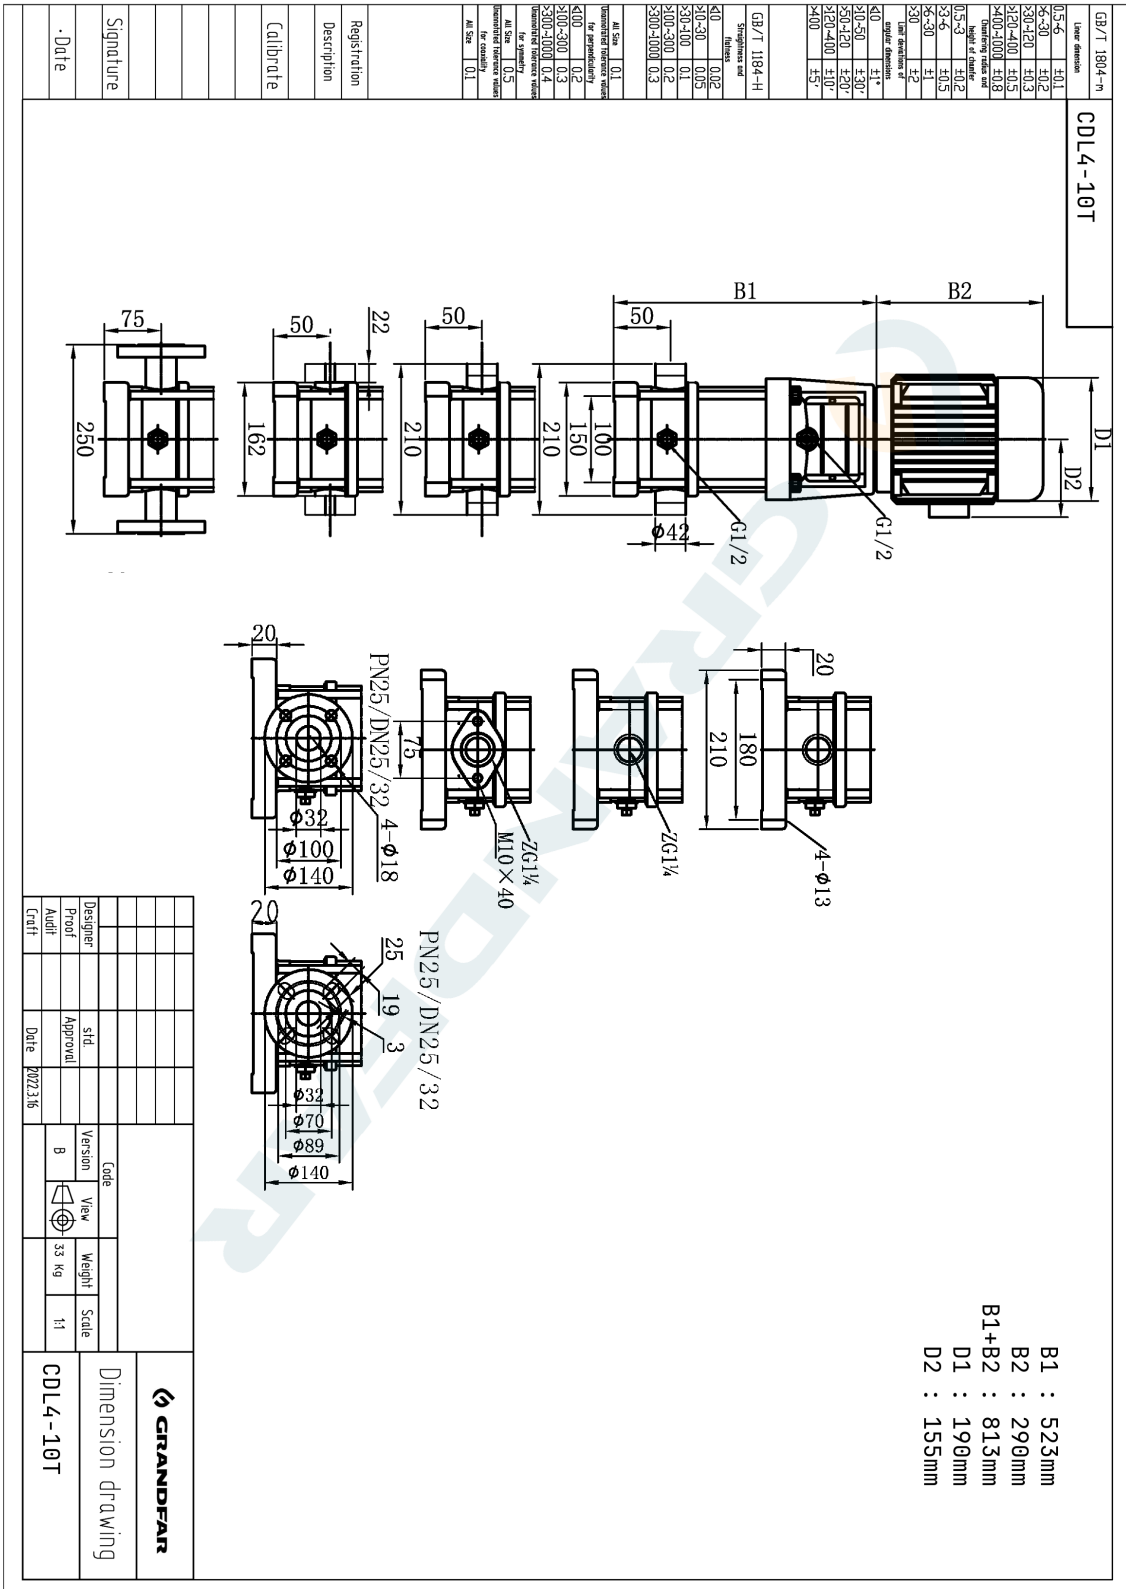 GB/T 1804-m
Linear dimension
0.5~6 ±0.1
>6~30 ±0.2
>30~120 ±0.3
>120~400 ±0.5
>400~1000 ±0.8
Chamfering radius and
height of chamfer
0.5~3 ±0.2
>3~6 ±0.5
>6~30 ±1
>30 ±2
Limit deviations of
angular dimensions
≤10 ±1°
>10~50 ±30'
>50~120 ±20'
>120~400 ±10'
>400 ±5'
GB/T 1184-H
Straightness and
flatness
≤10 0.02
>10~30 0.05
>30~100 0.1
>100~300 0.2
>300~1000 0.3
All Size 0.1
Unannotated tolerance values
for perpendicularity
≤100 0.2
>100~300 0.3
>300~1000 0.4
Unannotated tolerance values
for symmetry
All Size 0.5
Unannotated tolerance values
for coaxiality
All Size 0.1
Registration
Description
Calibrate
Signature
·Date
CDL4-10T
B1
B2
D1
D2
50
100
150
210
G1/2
G1/2
ϕ42
50
210
22
50
162
75
250
20
180
210
4-ϕ13
ZG1¼
75
ZG1¼
M10×40
20
PN25/DN25/32
4-ϕ18
ϕ32
ϕ100
ϕ140
20
PN25/DN25/32
25
19
3
ϕ32
ϕ70
ϕ89
ϕ140
B1 : 523mm
B2 : 290mm
B1+B2 : 813mm
D1 : 190mm
D2 : 155mm
GRANDFAR
Designer
Proof
Audit
Craft
std.
Approval
Date 2022.3.16
Code
Version View Weight Scale
B 33 Kg 1:1
GRANDFAR
Dimension drawing
CDL4-10T